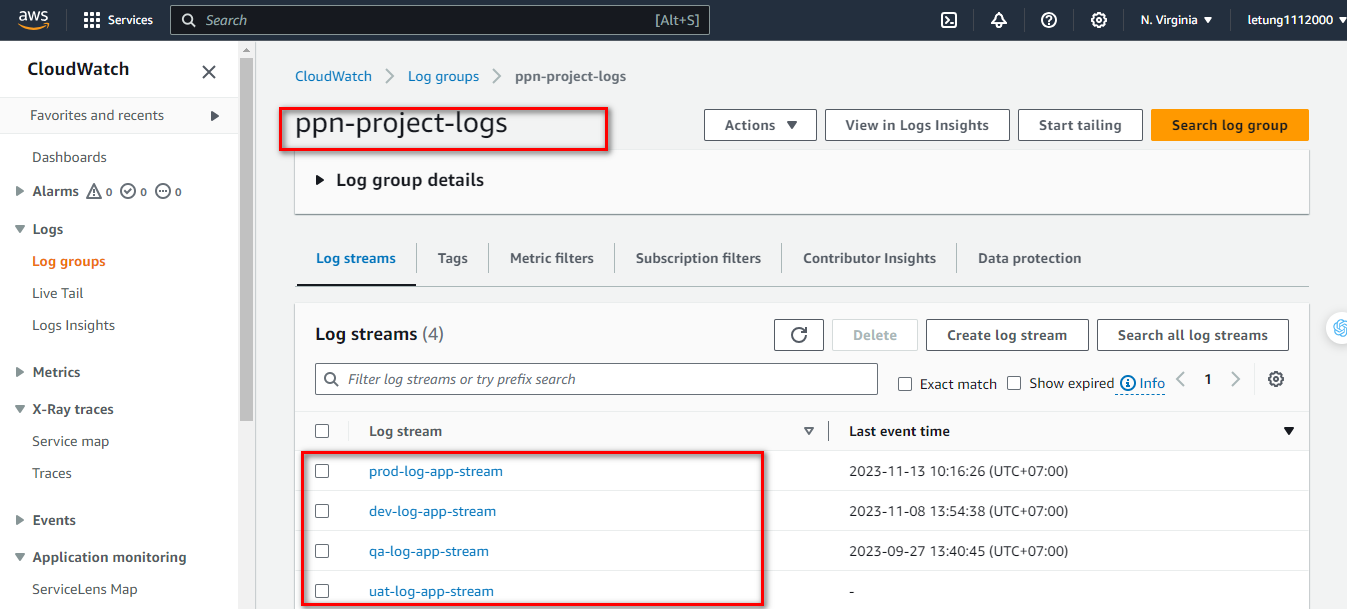 aws Services Search [Alt+S] N. Virginia letung1112000
CloudWatch
Favorites and recents
Dashboards
Alarms 0 0 0
Logs
Log groups
Live Tail
Logs Insights
Metrics
X-Ray traces
Service map
Traces
Events
Application monitoring
ServiceLens Map
CloudWatch Log groups ppn-project-logs
ppn-project-logs
Actions View in Logs Insights Start tailing Search log group
Log group details
Log streams Tags Metric filters Subscription filters Contributor Insights Data protection
Log streams (4) Delete Create log stream Search all log streams
Filter log streams or try prefix search Exact match Show expired Info 1
Log stream Last event time
prod-log-app-stream 2023-11-13 10:16:26 (UTC+07:00)
dev-log-app-stream 2023-11-08 13:54:38 (UTC+07:00)
qa-log-app-stream 2023-09-27 13:40:45 (UTC+07:00)
uat-log-app-stream -